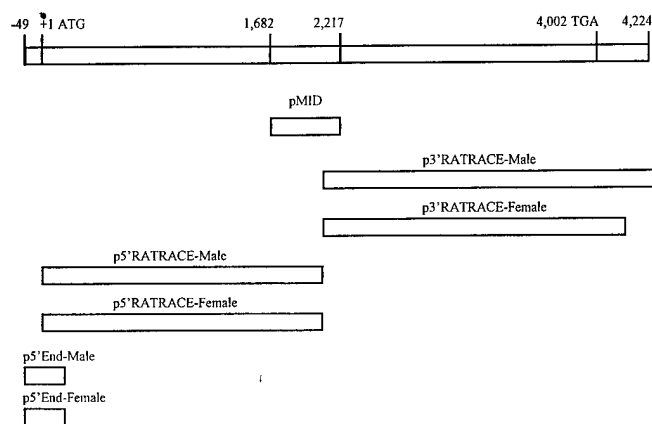 -49 +1 ATG 1,682 2,217 4,002 TGA 4,224
pMID
p3'RATRACE-Male
p3'RATRACE-Female
p5'RATRACE-Male
p5'RATRACE-Female
p5'End-Male
p5'End-Female